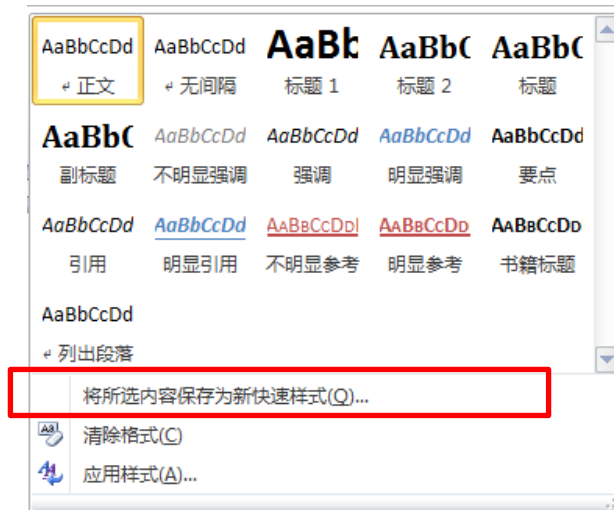 AaBbCcDd AaBbCcDd AaBb AaBb( AaBb(
↵ 正文 ↵ 无间隔 标题 1 标题 2 标题
AaBb( AaBbCcDd AaBbCcDd AaBbCcDd AaBbCcDd
副标题 不明显强调 强调 明显强调 要点
AaBbCcDd AaBbCcDd AaBbCcDd AaBbCcDd AaBbCcDd
引用 明显引用 不明显参考 明显参考 书籍标题
AaBbCcDd
↵ 列出段落
将所选内容保存为新快速样式(Q)...
清除格式(C)
应用样式(A)...